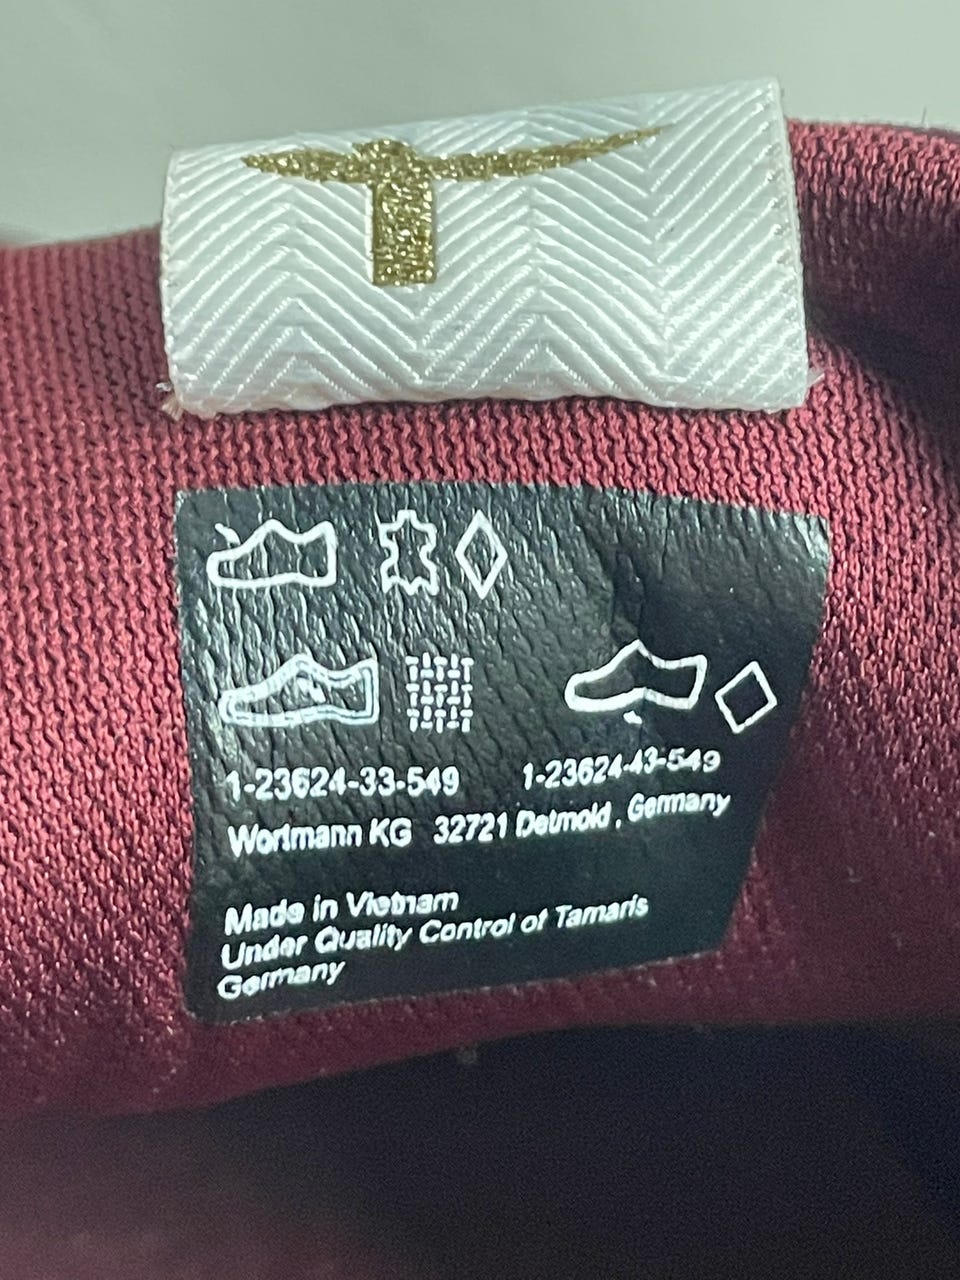 1-23624-33-549 1-23624-43-549
Wortmann KG 32721 Detmold , Germany
Made in Vietnam
Under Quality Control of Tamaris
Germany